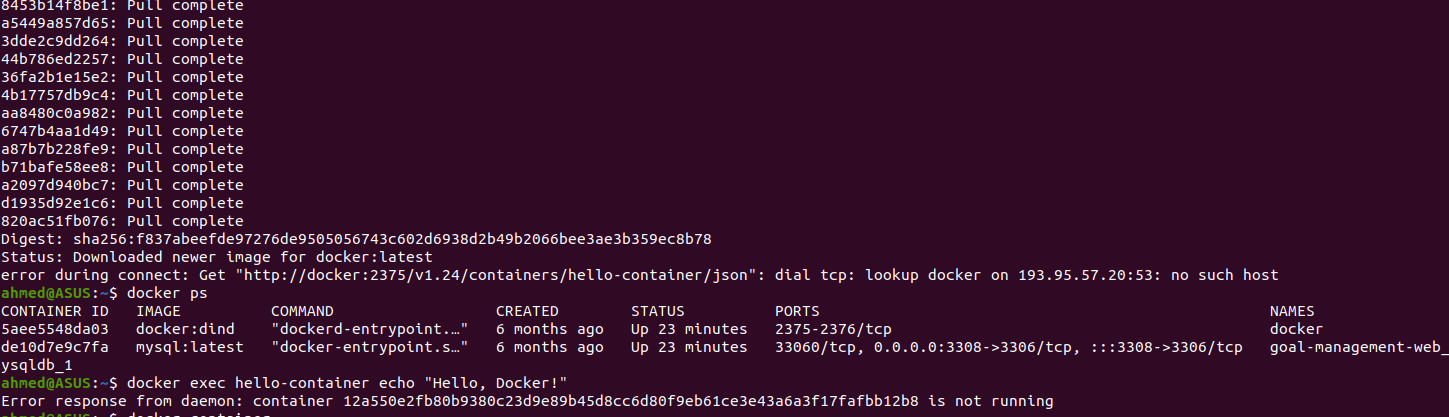 8453b14f8be1: Pull complete
a5449a857d65: Pull complete
3dde2c9dd264: Pull complete
44b786ed2257: Pull complete
36fa2b1e15e2: Pull complete
4b17757db9c4: Pull complete
aa8480c0a982: Pull complete
6747b4aa1d49: Pull complete
a87b7b228fe9: Pull complete
b71bafe58ee8: Pull complete
a2097d940bc7: Pull complete
d1935d92e1c6: Pull complete
820ac51fb076: Pull complete
Digest: sha256:f837abeefde97276de9505056743c602d6938d2b49b2066bee3ae3b359ec8b78
Status: Downloaded newer image for docker:latest
error during connect: Get "http://docker:2375/v1.24/containers/hello-container/json": dial tcp: lookup docker on 193.95.57.20:53: no such host
ahmed@ASUS:~$ docker ps
CONTAINER ID   IMAGE          COMMAND                  CREATED        STATUS          PORTS                                                  NAMES
5aee5548da03   docker:dind    "dockerd-entrypoint.…"   6 months ago   Up 23 minutes   2375-2376/tcp                                          docker
de10d7e9c7fa   mysql:latest   "docker-entrypoint.s…"   6 months ago   Up 23 minutes   33060/tcp, 0.0.0.0:3308->3306/tcp, :::3308->3306/tcp   goal-management-web_
ysqldb_1
ahmed@ASUS:~$ docker exec hello-container echo "Hello, Docker!"
Error response from daemon: container 12a550e2fb80b9380c23d9e89b45d8cc6d80f9eb61ce3e43a6a3f17fafbb12b8 is not running
ahmed@ASUS:~$ docker container